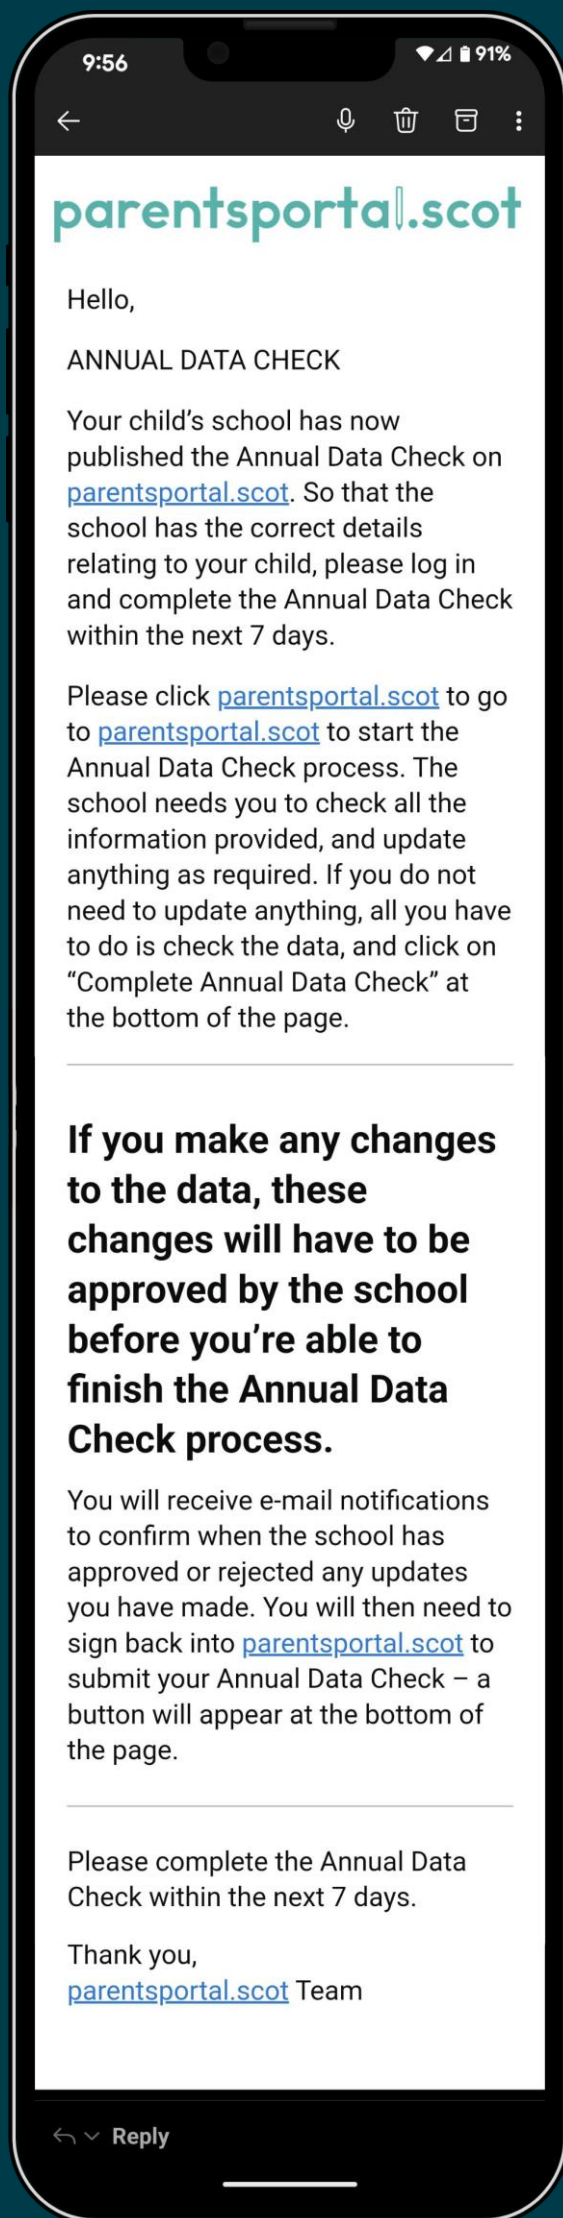 9:56
91%
parentsportal.scot
Hello,
ANNUAL DATA CHECK
Your child’s school has now
published the Annual Data Check on
parentsportal.scot. So that the
school has the correct details
relating to your child, please log in
and complete the Annual Data Check
within the next 7 days.
Please click parentsportal.scot to go
to parentsportal.scot to start the
Annual Data Check process. The
school needs you to check all the
information provided, and update
anything as required. If you do not
need to update anything, all you have
to do is check the data, and click on
“Complete Annual Data Check” at
the bottom of the page.
If you make any changes
to the data, these
changes will have to be
approved by the school
before you’re able to
finish the Annual Data
Check process.
You will receive e-mail notifications
to confirm when the school has
approved or rejected any updates
you have made. You will then need to
sign back into parentsportal.scot to
submit your Annual Data Check – a
button will appear at the bottom of
the page.
Please complete the Annual Data
Check within the next 7 days.
Thank you,
parentsportal.scot Team
Reply